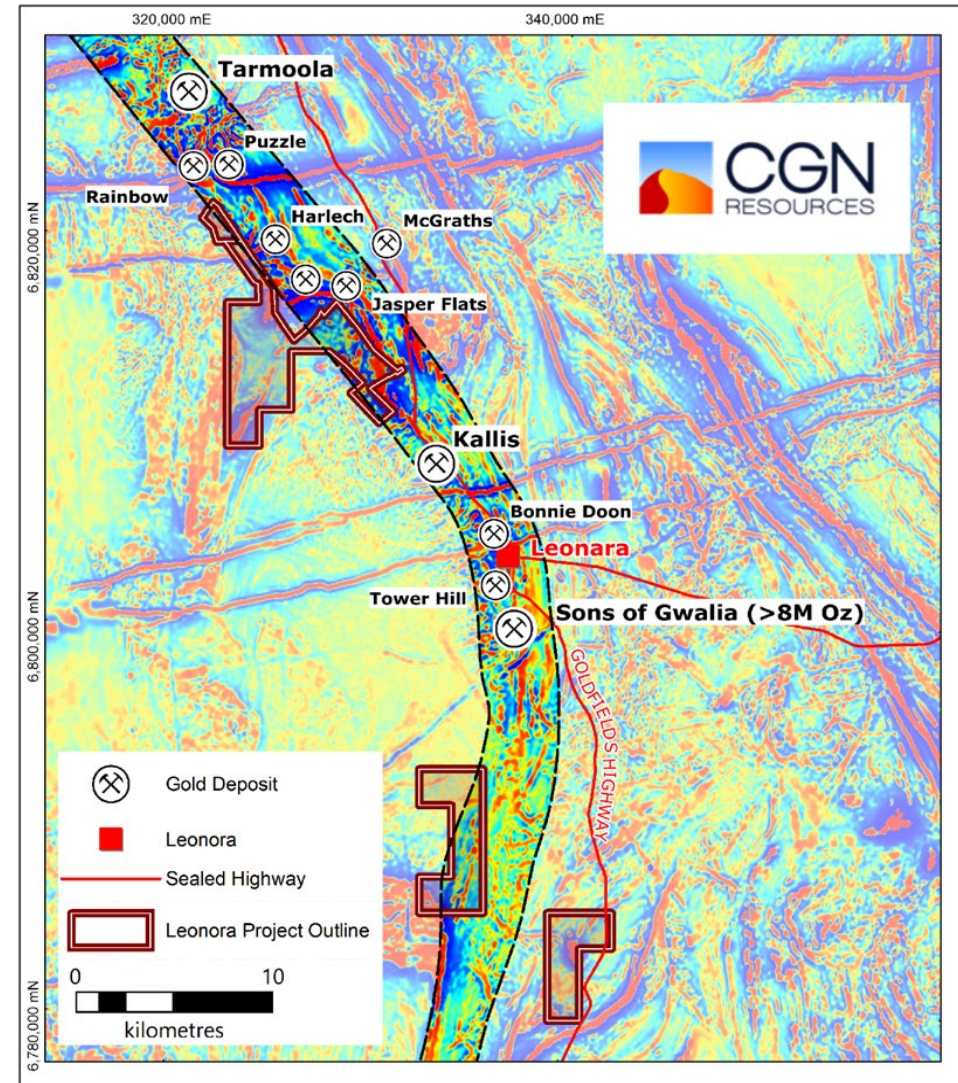 320,000 mE
340,000 mE
Tarmoola
CGN
RESOURCES
Puzzle
Rainbow
Harlech
McGraths
6,820,000 mN
Jasper Flats
Kallis
Bonnie Doon
Leonara
Tower Hill
Sons of Gwalia (>8M Oz)
6,800,000 mN
GOLDFIELDS HIGHWAY
Gold Deposit
Leonora
Sealed Highway
Leonora Project Outline
0 10
kilometres
6,780,000 mN